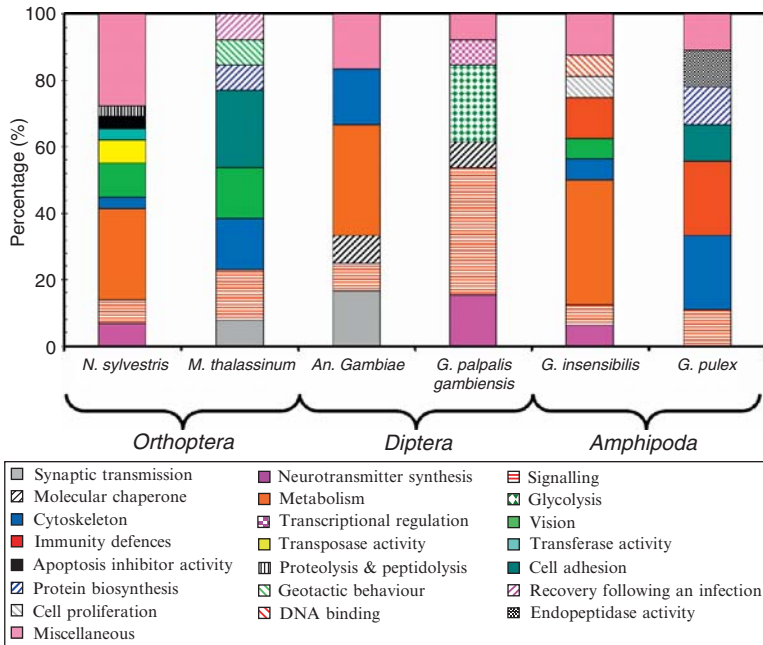 100
80
60
40
20
0
Percentage (%)
N. sylvestris M. thalassinum An. Gambiae G. palpalis gambiensis G. insensibilis G. pulex
Orthoptera Diptera Amphipoda
Synaptic transmission Neurotransmitter synthesis Signalling
Molecular chaperone Metabolism Glycolysis
Cytoskeleton Transcriptional regulation Vision
Immunity defences Transposase activity Transferase activity
Apoptosis inhibitor activity Proteolysis & peptidolysis Cell adhesion
Protein biosynthesis Geotactic behaviour Recovery following an infection
Cell proliferation DNA binding Endopeptidase activity
Miscellaneous